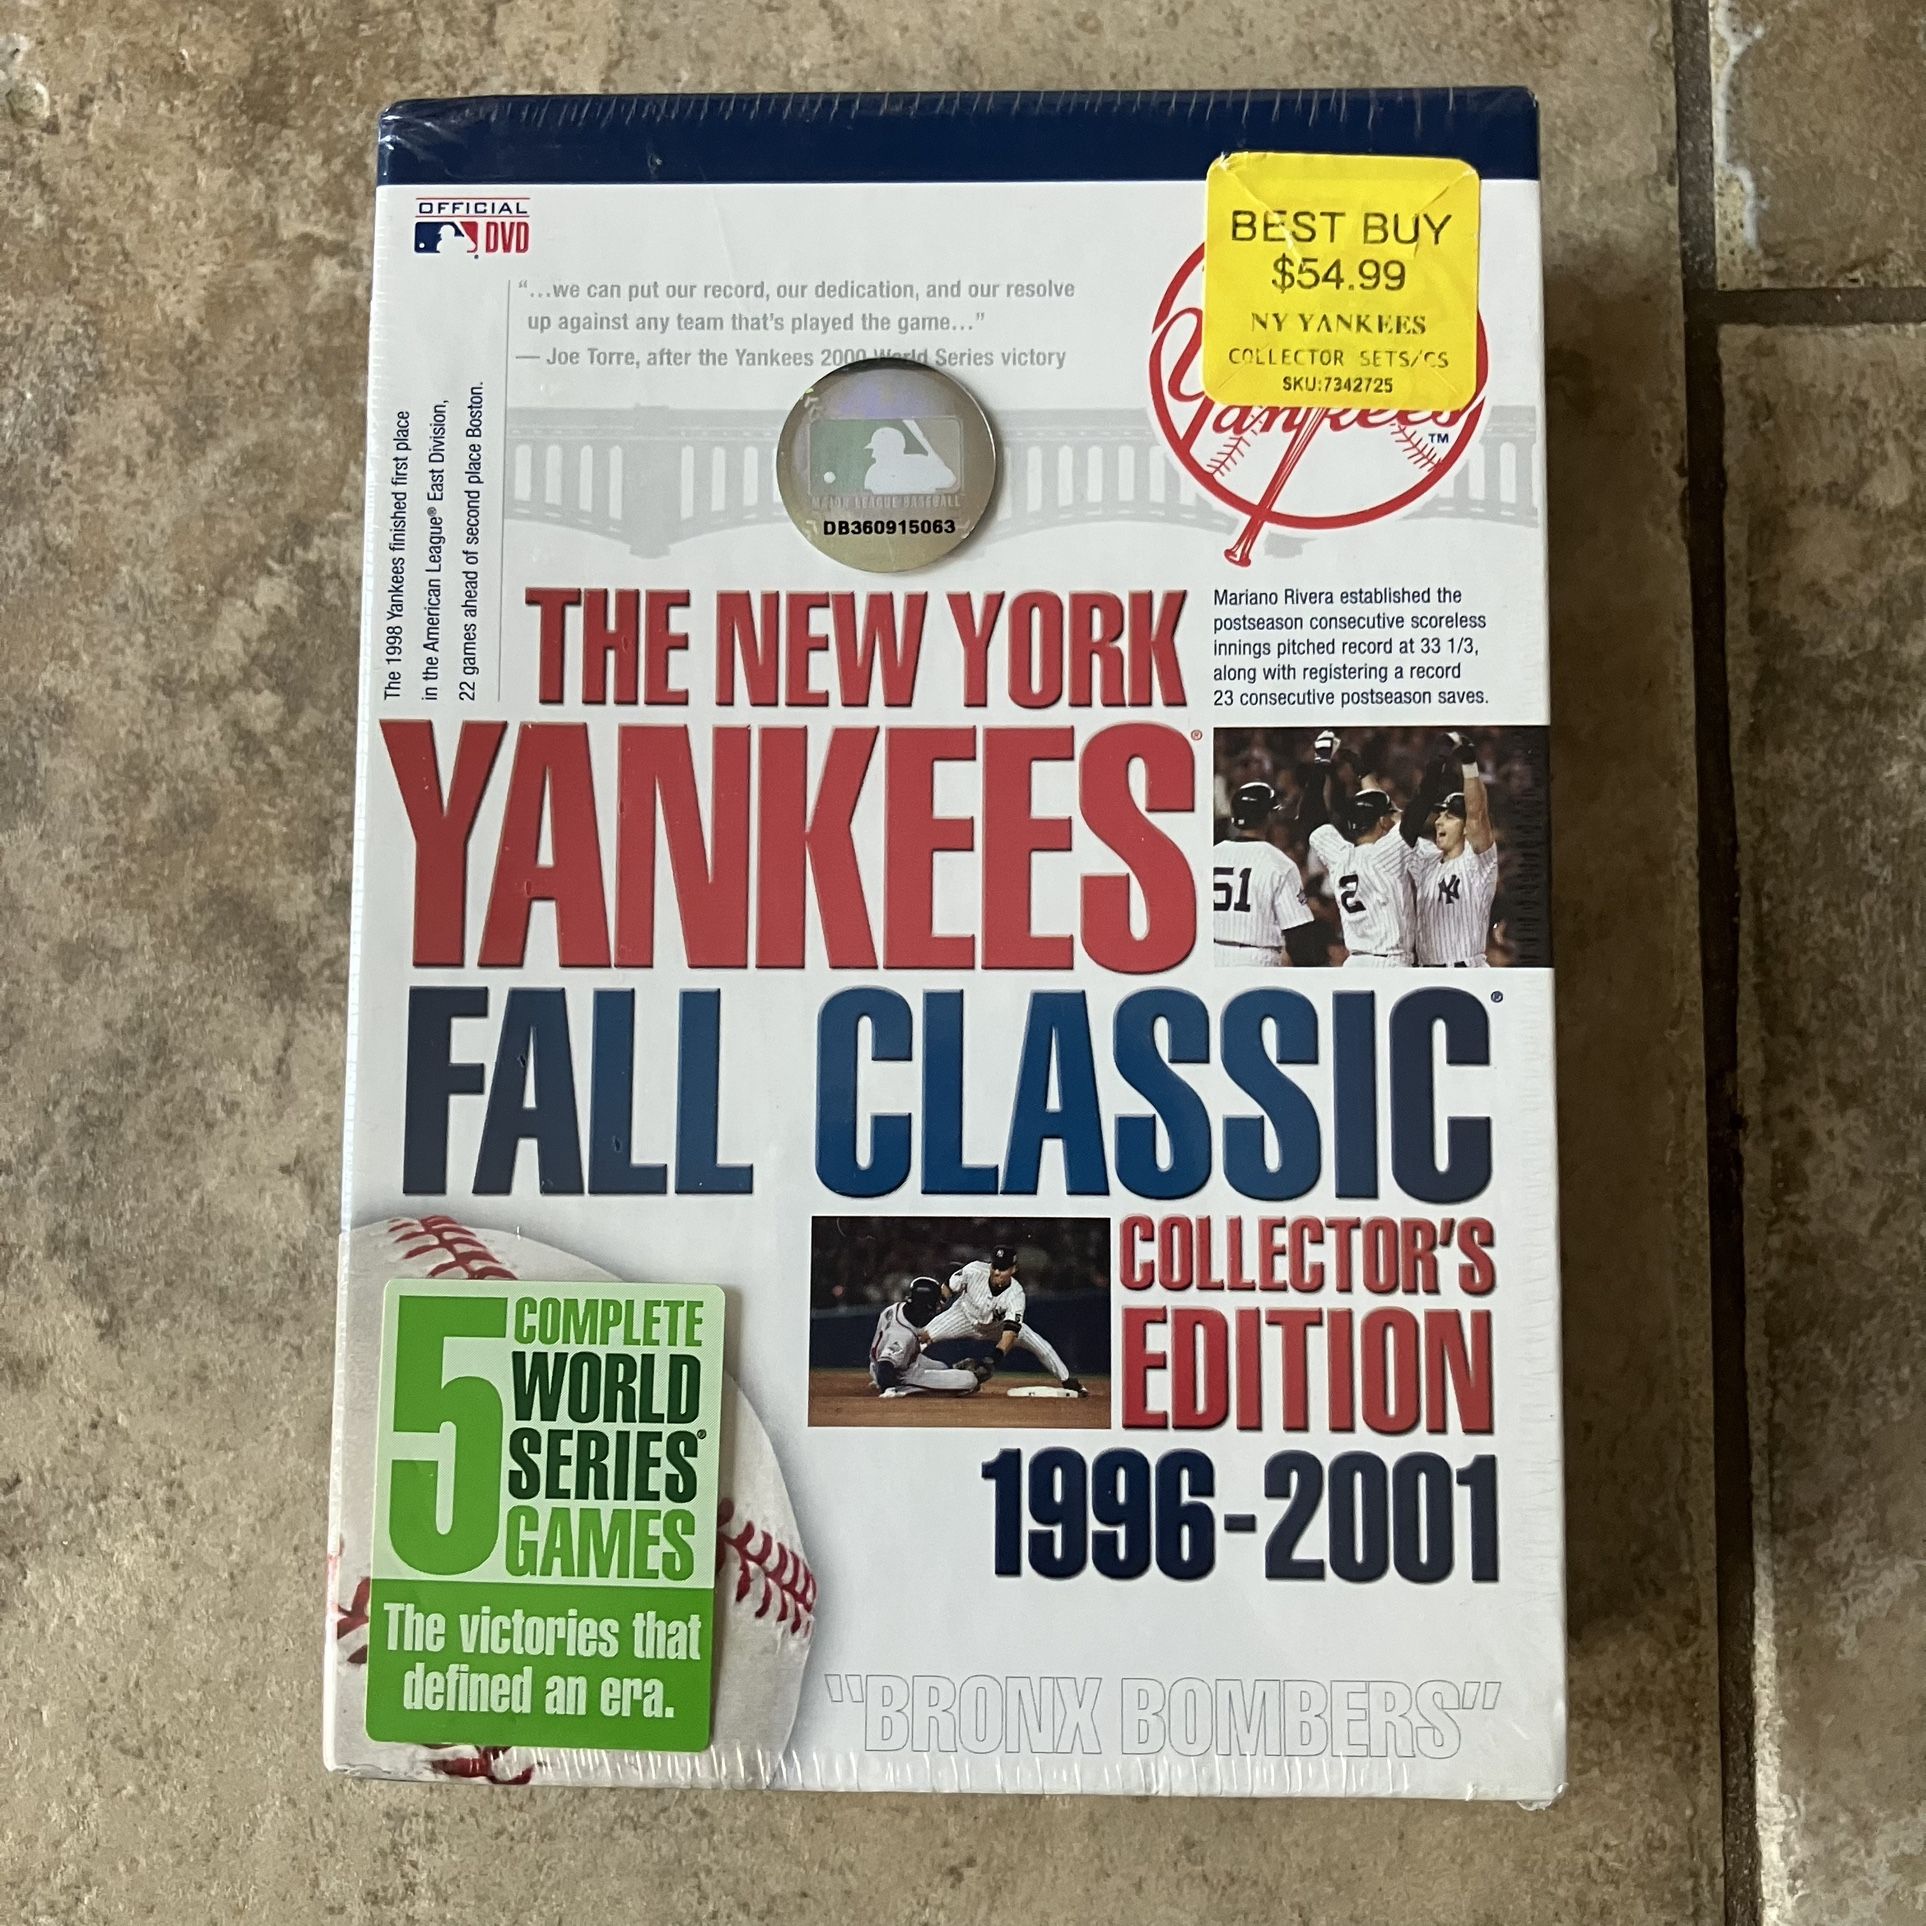 OFFICIAL
DVD
BEST BUY
$54.99
NY YANKEES
COLLECTOR SETS/CS
SKU:7342725
"...we can put our record, our dedication, and our resolve
up against any team that's played the game..."
— Joe Torre, after the Yankees 2000 World Series victory
Yankees
TM
The 1998 Yankees finished first place
in the American League® East Division,
22 games ahead of second place Boston.
MAJOR LEAGUE BASEBALL
DB360915063
THE NEW YORK
YANKEES®
Mariano Rivera established the
postseason consecutive scoreless
innings pitched record at 33 1/3,
along with registering a record
23 consecutive postseason saves.
51
2
NY
FALL CLASSIC®
COLLECTOR'S
EDITION
1996-2001
5
COMPLETE
WORLD
SERIES®
GAMES
The victories that
defined an era.
"BRONX BOMBERS"